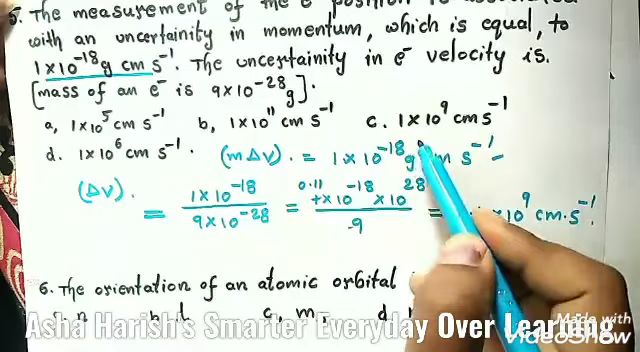 5. The measurement of the e⁻ position is associated
with an uncertainity in momentum, which is equal, to
1×10⁻¹⁸g cm s⁻¹. The uncertainity in e⁻ velocity is.
[mass of an e⁻ is 9×10⁻²⁸g].
a, 1×10⁵ cm s⁻¹ b, 1×10¹¹ cm s⁻¹ c. 1×10⁹ cm s⁻¹
d. 1×10⁶ cm s⁻¹. (mΔv). = 1×10⁻¹⁸ g cm s⁻¹
(Δv). = 1×10⁻¹⁸ / 9×10⁻²⁸ = 0.11 1×10⁻¹⁸ ×10²⁸ / 9 = ×10⁹ cm.s⁻¹.
6. The orientation of an atomic orbital
b, l c, m, d
Asha Harish's Smarter Everyday Over Learning
Made with
VideoShow